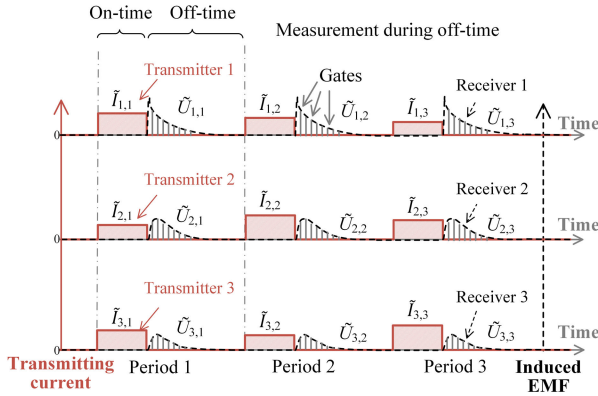 On-time Off-time
Measurement during off-time
Transmitter 1 Gates Receiver 1
Ĩ1,1 Ũ1,1 Ĩ1,2 Ũ1,2 Ĩ1,3 Ũ1,3
0 Time
Transmitter 2 Receiver 2
Ĩ2,1 Ũ2,1 Ĩ2,2 Ũ2,2 Ĩ2,3 Ũ2,3
0 Time
Transmitter 3 Receiver 3
Ĩ3,1 Ũ3,1 Ĩ3,2 Ũ3,2 Ĩ3,3 Ũ3,3
0 Time
Transmitting Period 1 Period 2 Period 3 Induced
current EMF